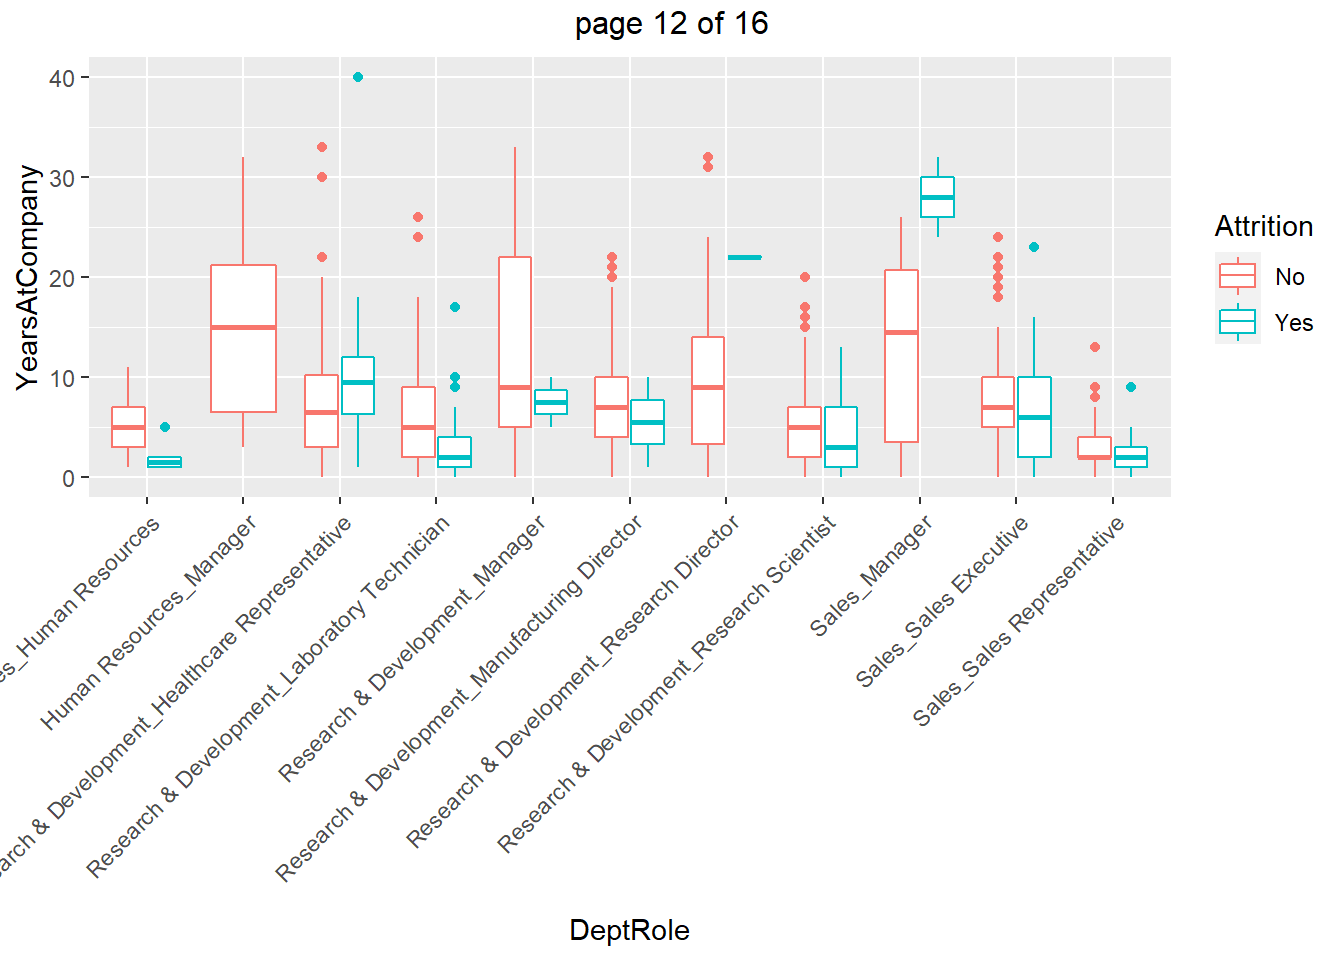 page 12 of 16
YearsAtCompany
40
30
20
10
0
Attrition
No
Yes
Human Resources
Human Resources_Manager
& Development_Healthcare Representative
Research & Development_Laboratory Technician
Research & Development_Manager
Research & Development_Manufacturing Director
Research & Development_Research Director
Research & Development_Research Scientist
Sales_Manager
Sales_Sales Executive
Sales_Sales Representative
DeptRole